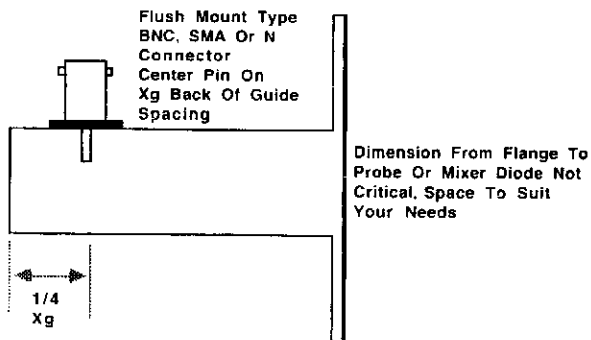 Flush Mount Type
BNC, SMA Or N
Connector
Center Pin On
Xg Back Of Guide
Spacing
Dimension From Flange To
Probe Or Mixer Diode Not
Critical, Space To Suit
Your Needs
1/4
Xg